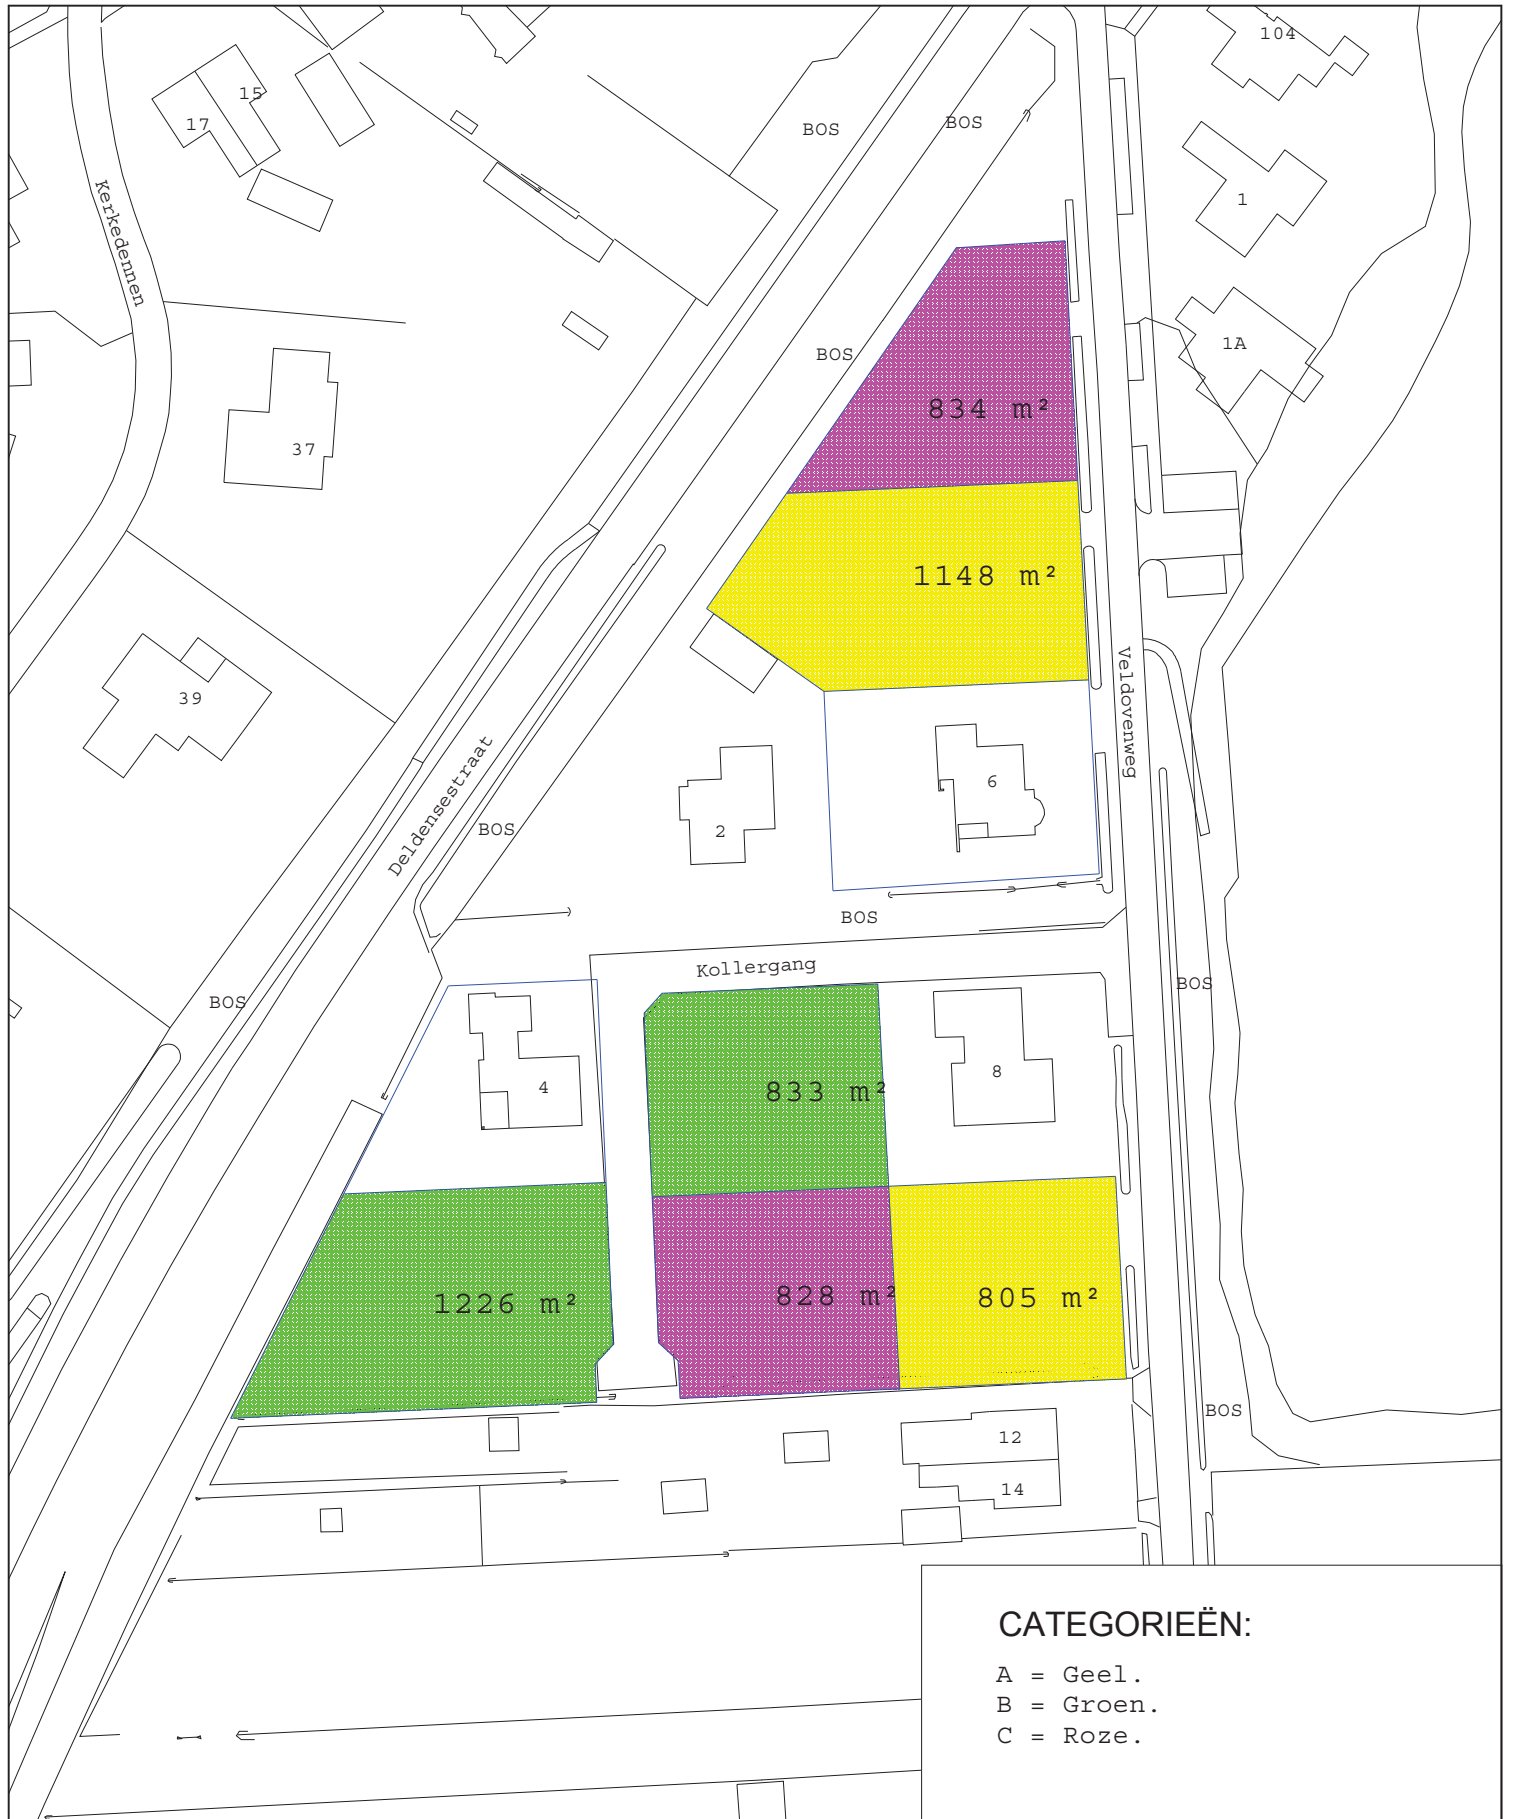 104
15
17
BOS
BOS
Kerkedennen
1
BOS
1A
834 m²
37
1148 m²
Veldovenweg
39
Deldensestraat
6
BOS
2
BOS
Kollergang
BOS
BOS
4
833 m²
8
1226 m²
828 m²
805 m²
BOS
12
14
CATEGORIEËN:
A = Geel.
B = Groen.
C = Roze.